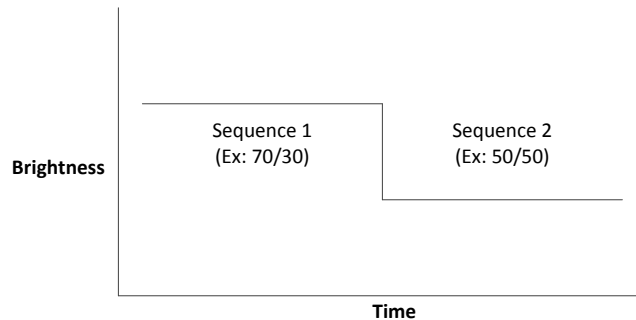 Sequence 1
(Ex: 70/30)
Sequence 2
(Ex: 50/50)
Brightness
Time